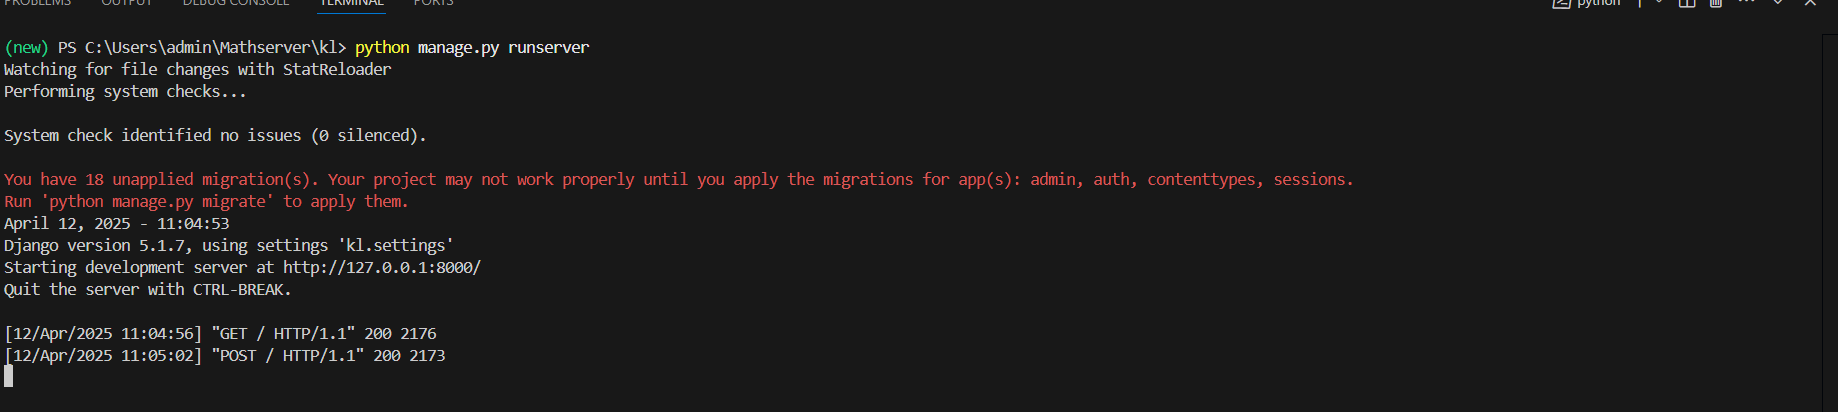 PROBLEMS OUTPUT DEBUG CONSOLE TERMINAL PORTS python
(new) PS C:\Users\admin\Mathserver\kl> python manage.py runserver
Watching for file changes with StatReloader
Performing system checks...
System check identified no issues (0 silenced).
You have 18 unapplied migration(s). Your project may not work properly until you apply the migrations for app(s): admin, auth, contenttypes, sessions.
Run 'python manage.py migrate' to apply them.
April 12, 2025 - 11:04:53
Django version 5.1.7, using settings 'kl.settings'
Starting development server at http://127.0.0.1:8000/
Quit the server with CTRL-BREAK.
[12/Apr/2025 11:04:56] "GET / HTTP/1.1" 200 2176
[12/Apr/2025 11:05:02] "POST / HTTP/1.1" 200 2173